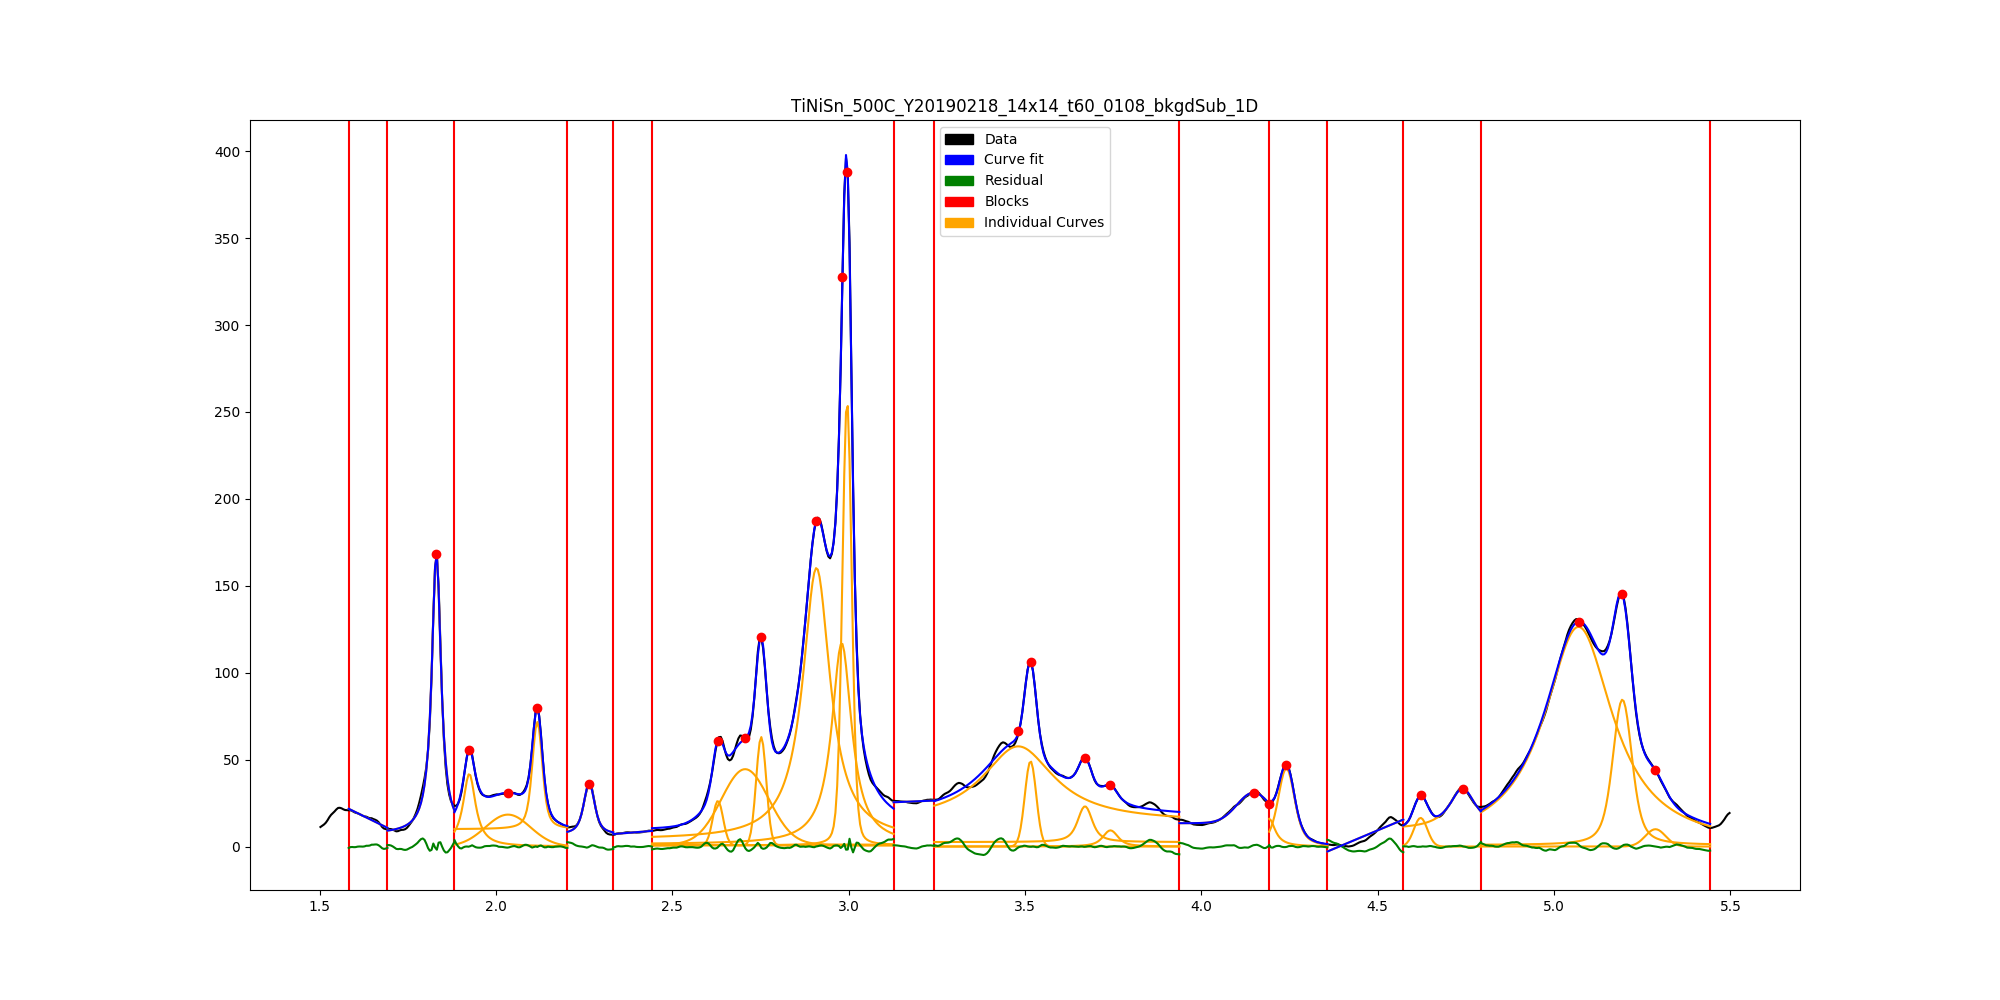 TiNiSn_500C_Y20190218_14x14_t60_0108_bkgdSub_1D
Data
Curve fit
Residual
Blocks
Individual Curves
400
350
300
250
200
150
100
50
0
1.5 2.0 2.5 3.0 3.5 4.0 4.5 5.0 5.5